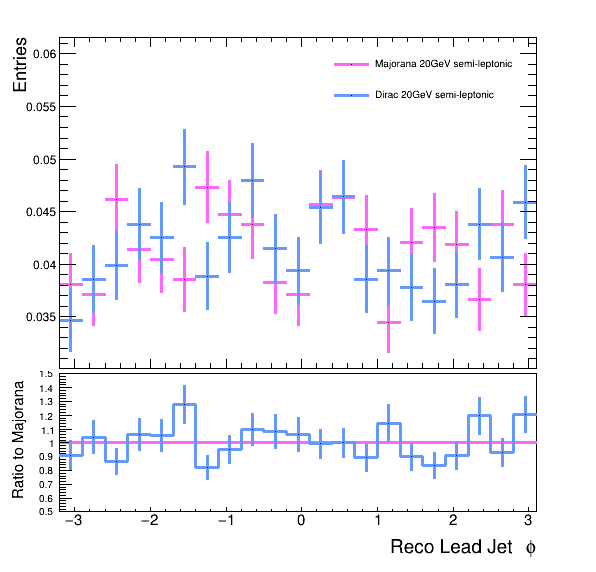 Entries
0.06
0.055
0.05
0.045
0.04
0.035
Majorana 20GeV semi-leptonic
Dirac 20GeV semi-leptonic
Ratio to Majorana
1.5
1.4
1.3
1.2
1.1
1
0.9
0.8
0.7
0.6
0.5
−3 −2 −1 0 1 2 3
Reco Lead Jet ϕ